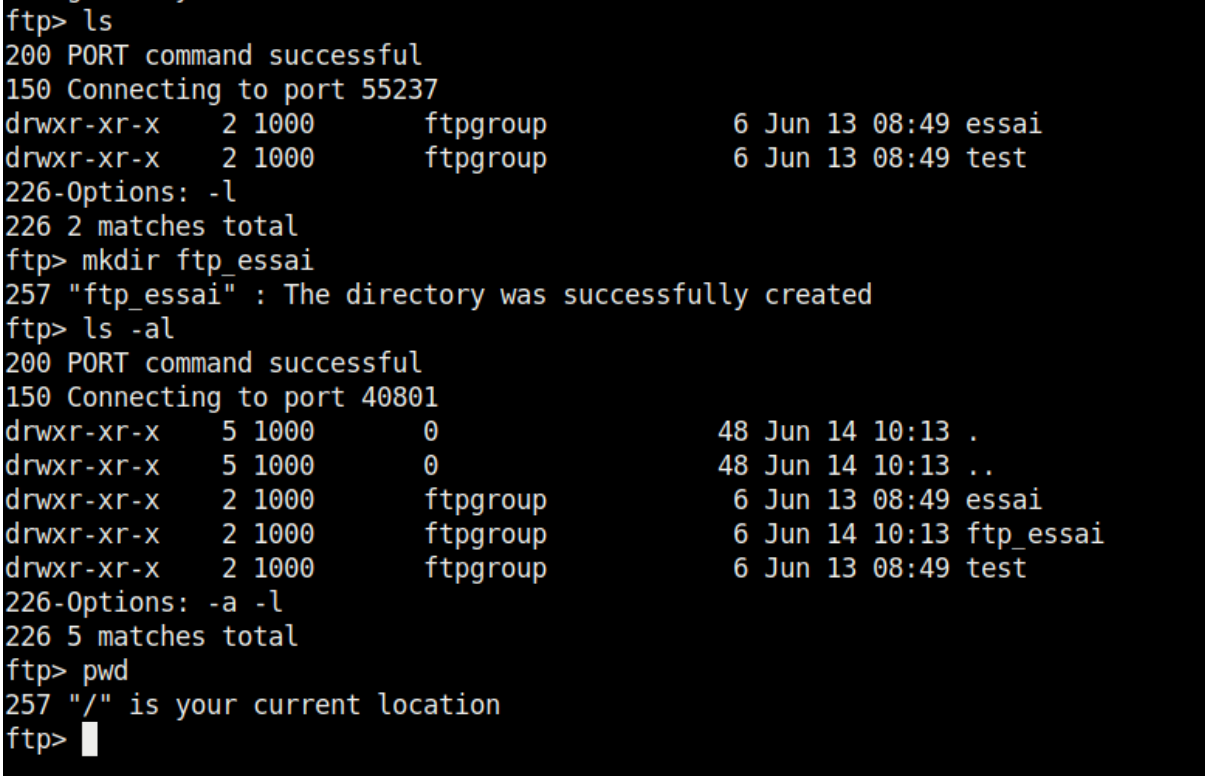 ftp> ls
200 PORT command successful
150 Connecting to port 55237
drwxr-xr-x    2 1000       ftpgroup            6 Jun 13 08:49 essai
drwxr-xr-x    2 1000       ftpgroup            6 Jun 13 08:49 test
226-Options: -l
226 2 matches total
ftp> mkdir ftp_essai
257 "ftp_essai" : The directory was successfully created
ftp> ls -al
200 PORT command successful
150 Connecting to port 40801
drwxr-xr-x    5 1000       0                  48 Jun 14 10:13 .
drwxr-xr-x    5 1000       0                  48 Jun 14 10:13 ..
drwxr-xr-x    2 1000       ftpgroup            6 Jun 13 08:49 essai
drwxr-xr-x    2 1000       ftpgroup            6 Jun 14 10:13 ftp_essai
drwxr-xr-x    2 1000       ftpgroup            6 Jun 13 08:49 test
226-Options: -a -l
226 5 matches total
ftp> pwd
257 "/" is your current location
ftp>